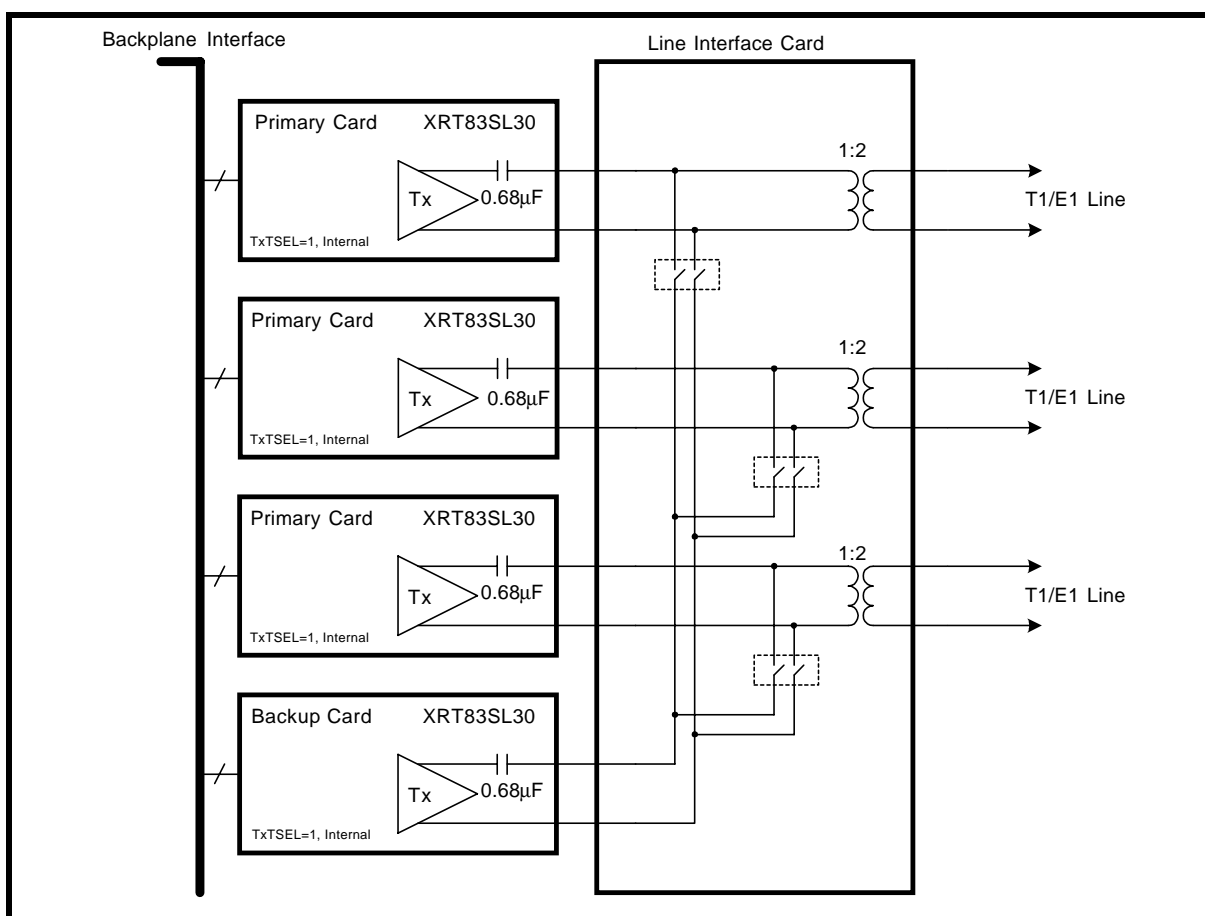 Backplane Interface
Line Interface Card
Primary Card XRT83SL30
1:2
Tx
0.68μF
T1/E1 Line
TxTSEL=1, Internal
Primary Card XRT83SL30
1:2
Tx
0.68μF
T1/E1 Line
TxTSEL=1, Internal
Primary Card XRT83SL30
1:2
Tx
0.68μF
T1/E1 Line
TxTSEL=1, Internal
Backup Card XRT83SL30
Tx
0.68μF
TxTSEL=1, Internal